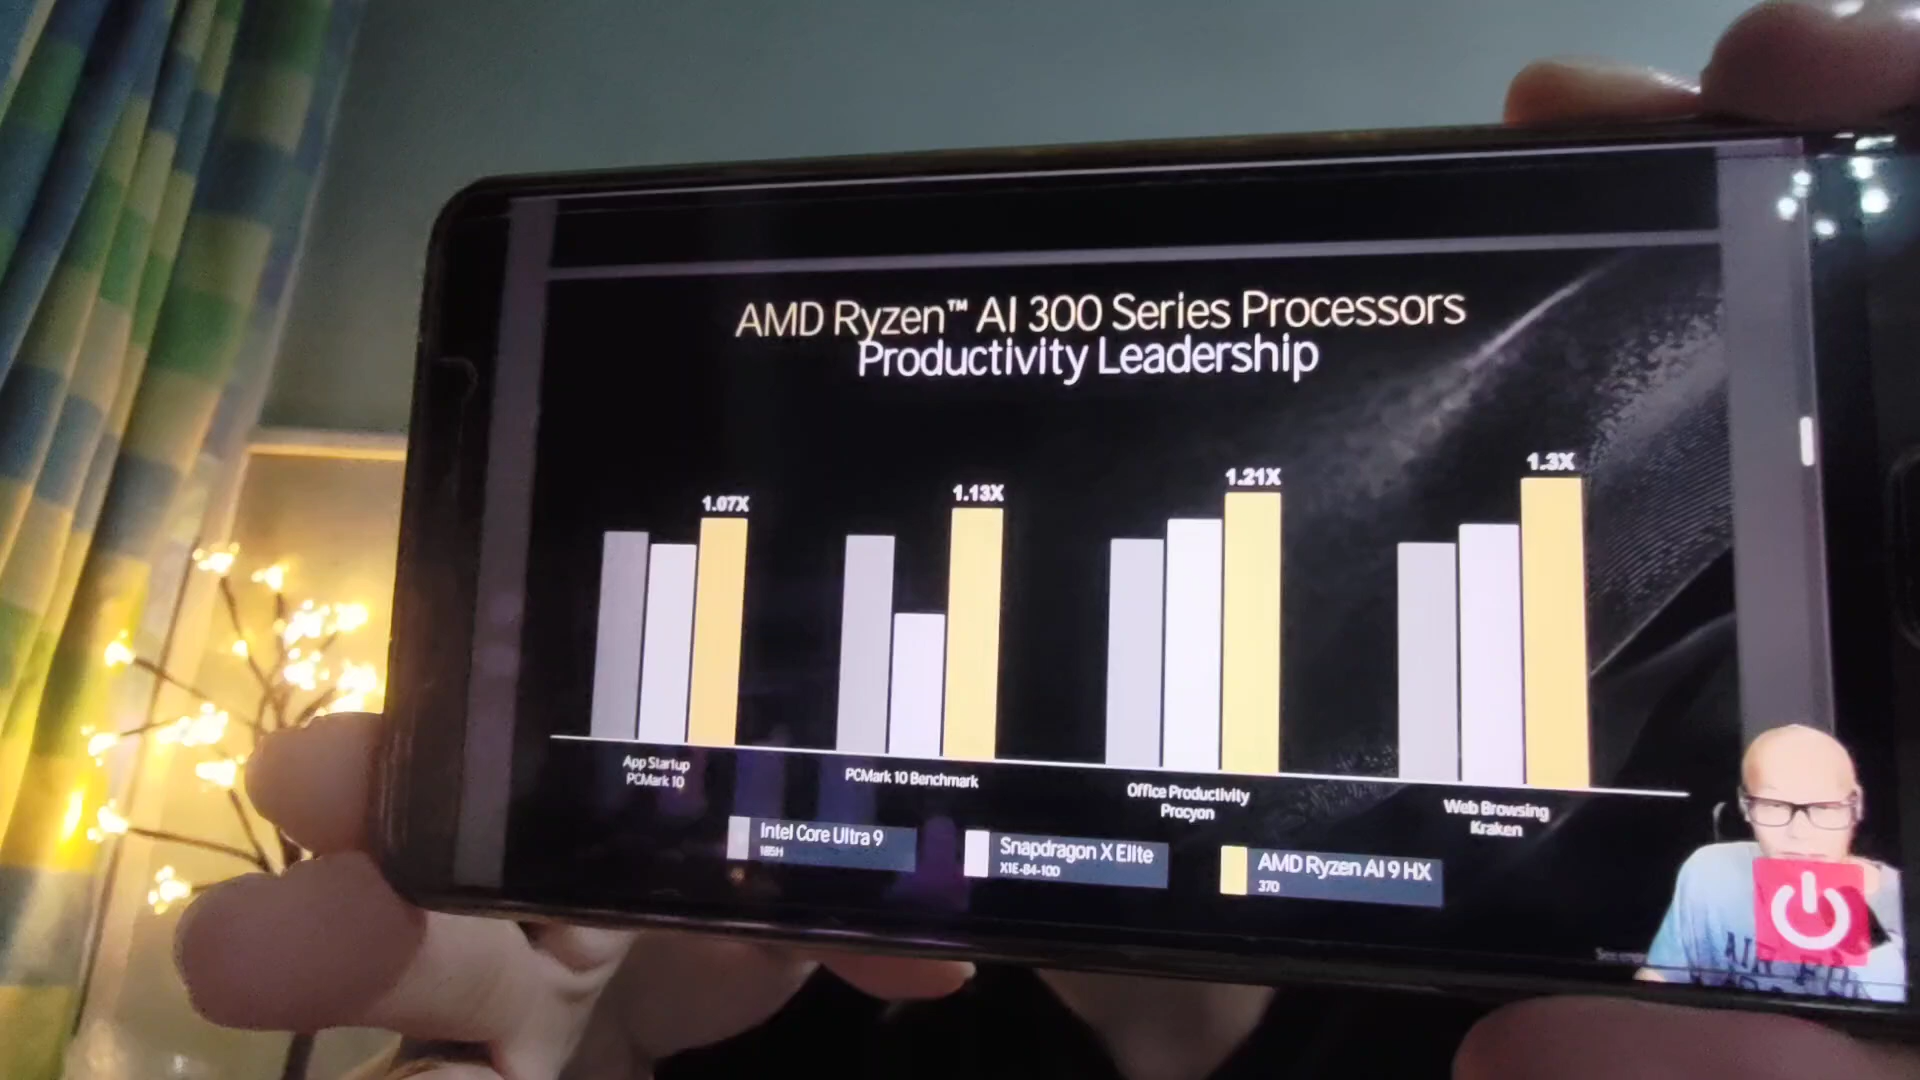 AMD Ryzen™ AI 300 Series Processors
Productivity Leadership
1.07X
1.13X
1.21X
1.3X
App Startup
PCMark 10
PCMark 10 Benchmark
Office Productivity
Procyon
Web Browsing
Kraken
Intel Core Ultra 9
185H
Snapdragon X Elite
X1E-84-100
AMD Ryzen AI 9 HX
370
AIR